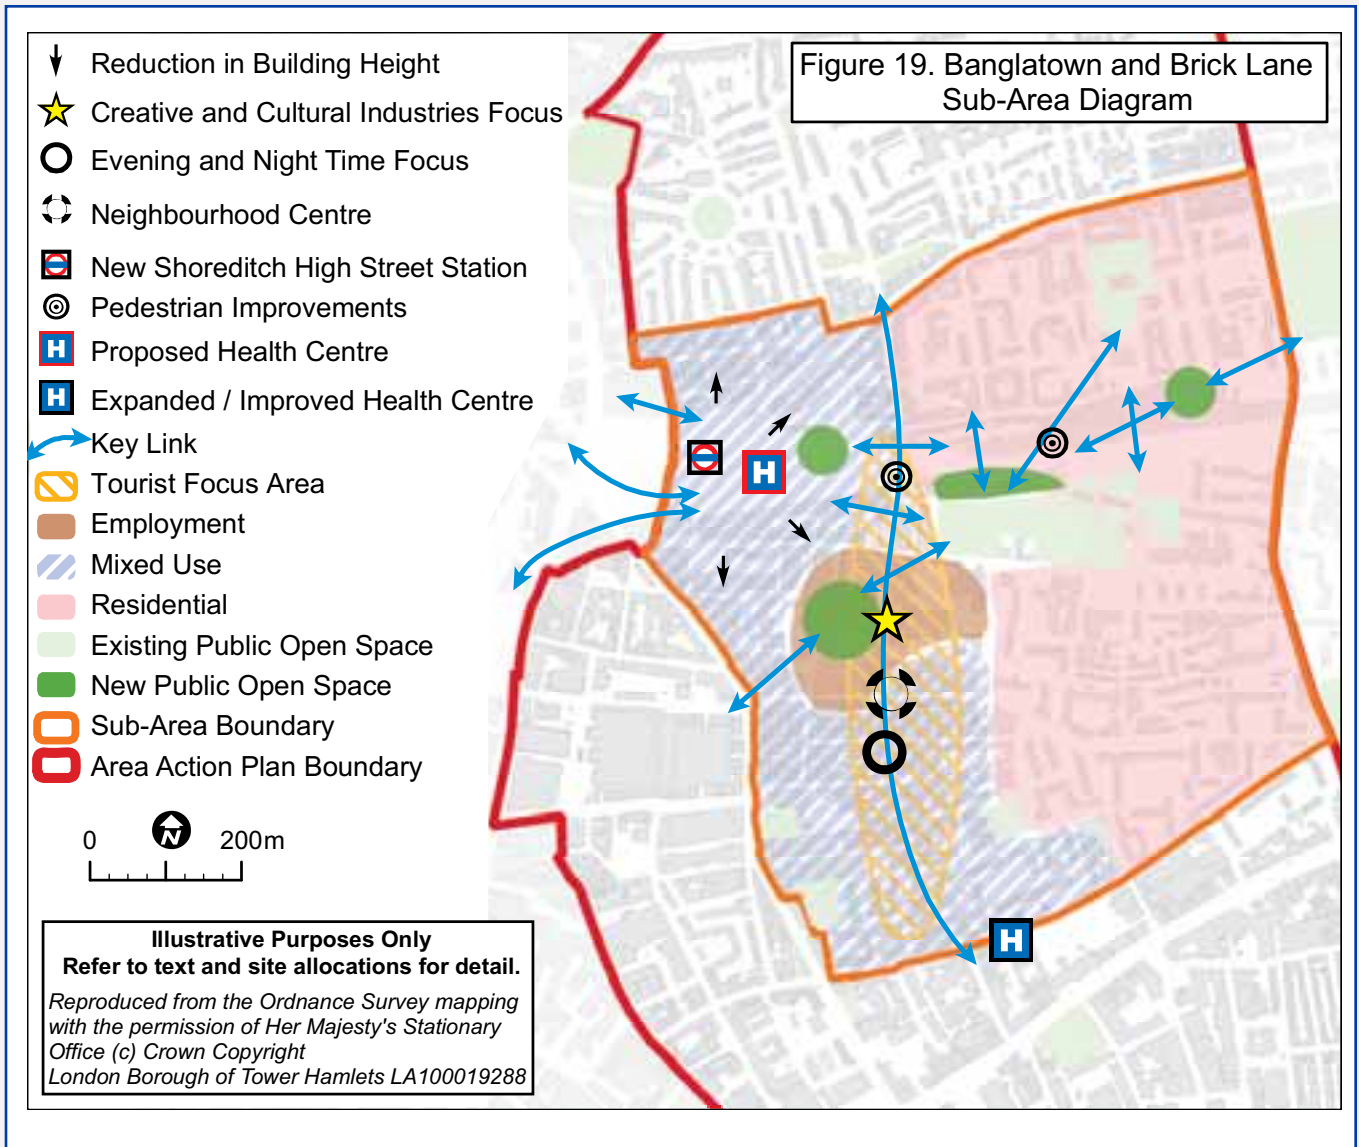 Figure 19. Banglatown and Brick Lane
Sub-Area Diagram
Reduction in Building Height
Creative and Cultural Industries Focus
Evening and Night Time Focus
Neighbourhood Centre
New Shoreditch High Street Station
Pedestrian Improvements
H Proposed Health Centre
H Expanded / Improved Health Centre
Key Link
Tourist Focus Area
Employment
Mixed Use
Residential
Existing Public Open Space
New Public Open Space
Sub-Area Boundary
Area Action Plan Boundary
N
0 200m
Illustrative Purposes Only
Refer to text and site allocations for detail.
Reproduced from the Ordnance Survey mapping
with the permission of Her Majesty's Stationary
Office (c) Crown Copyright
London Borough of Tower Hamlets LA100019288
H
H